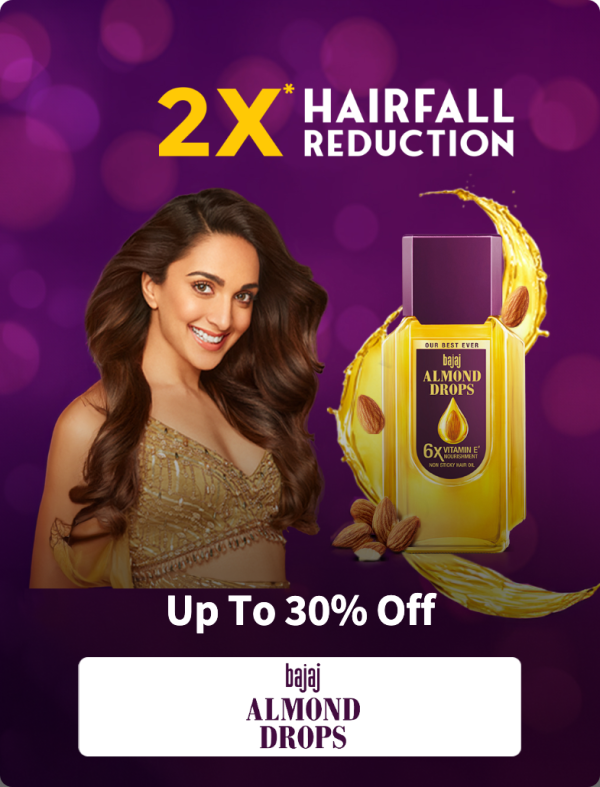 2X* HAIRFALL
REDUCTION
OUR BEST EVER
bajaj
ALMOND
DROPS
6X VITAMIN E*
NOURISHMENT
NON STICKY HAIR OIL
Up To 30% Off
bajaj
ALMOND
DROPS